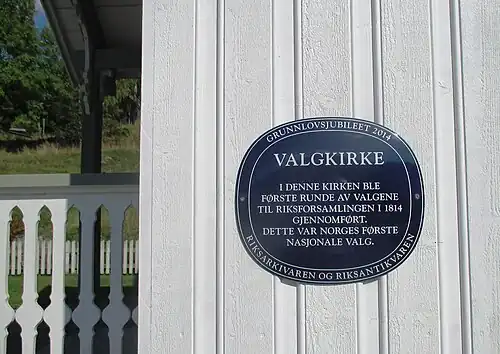 GRUNNLOVSJUBILEET 2014
VALGKIRKE
I DENNE KIRKEN BLE
FØRSTE RUNDE AV VALGENE
TIL RIKSFORSAMLINGEN I 1814
GJENNOMFØRT.
DETTE VAR NORGES FØRSTE
NASJONALE VALG.
RIKSARKIVAREN OG RIKSANTIKVAREN